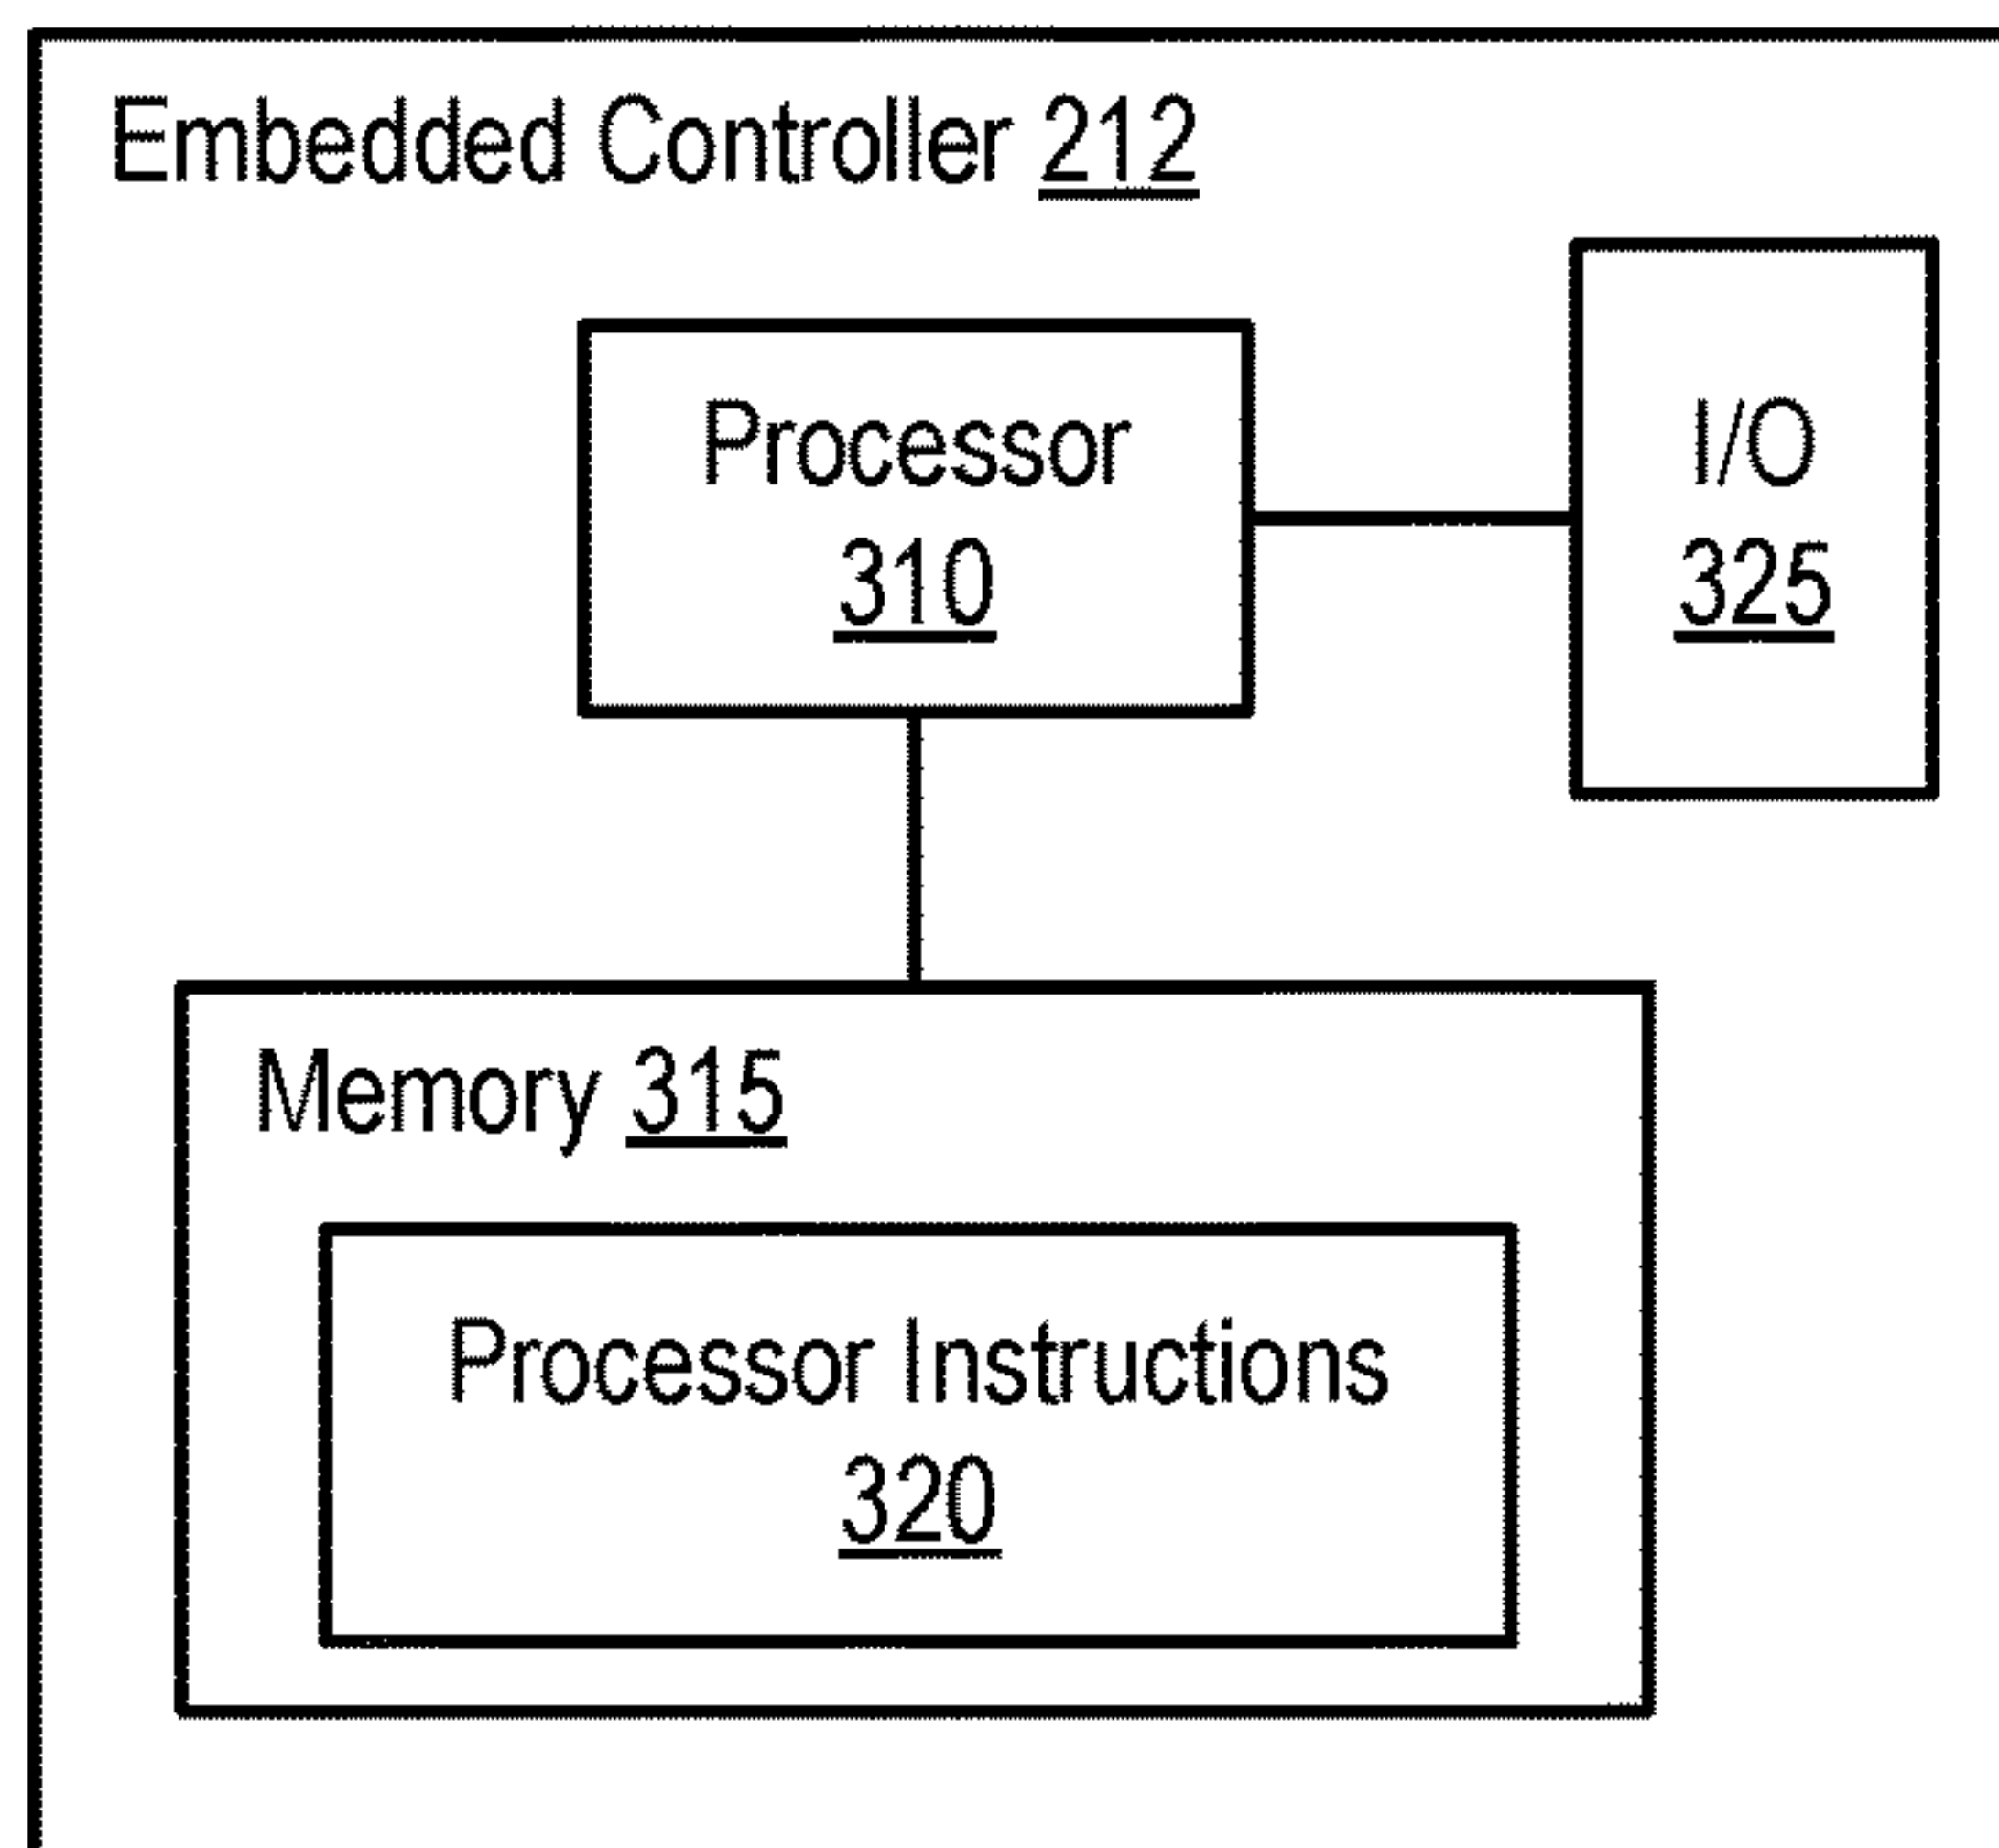 Embedded Controller 212
Processor
310
I/O
325
Memory 315
Processor Instructions
320